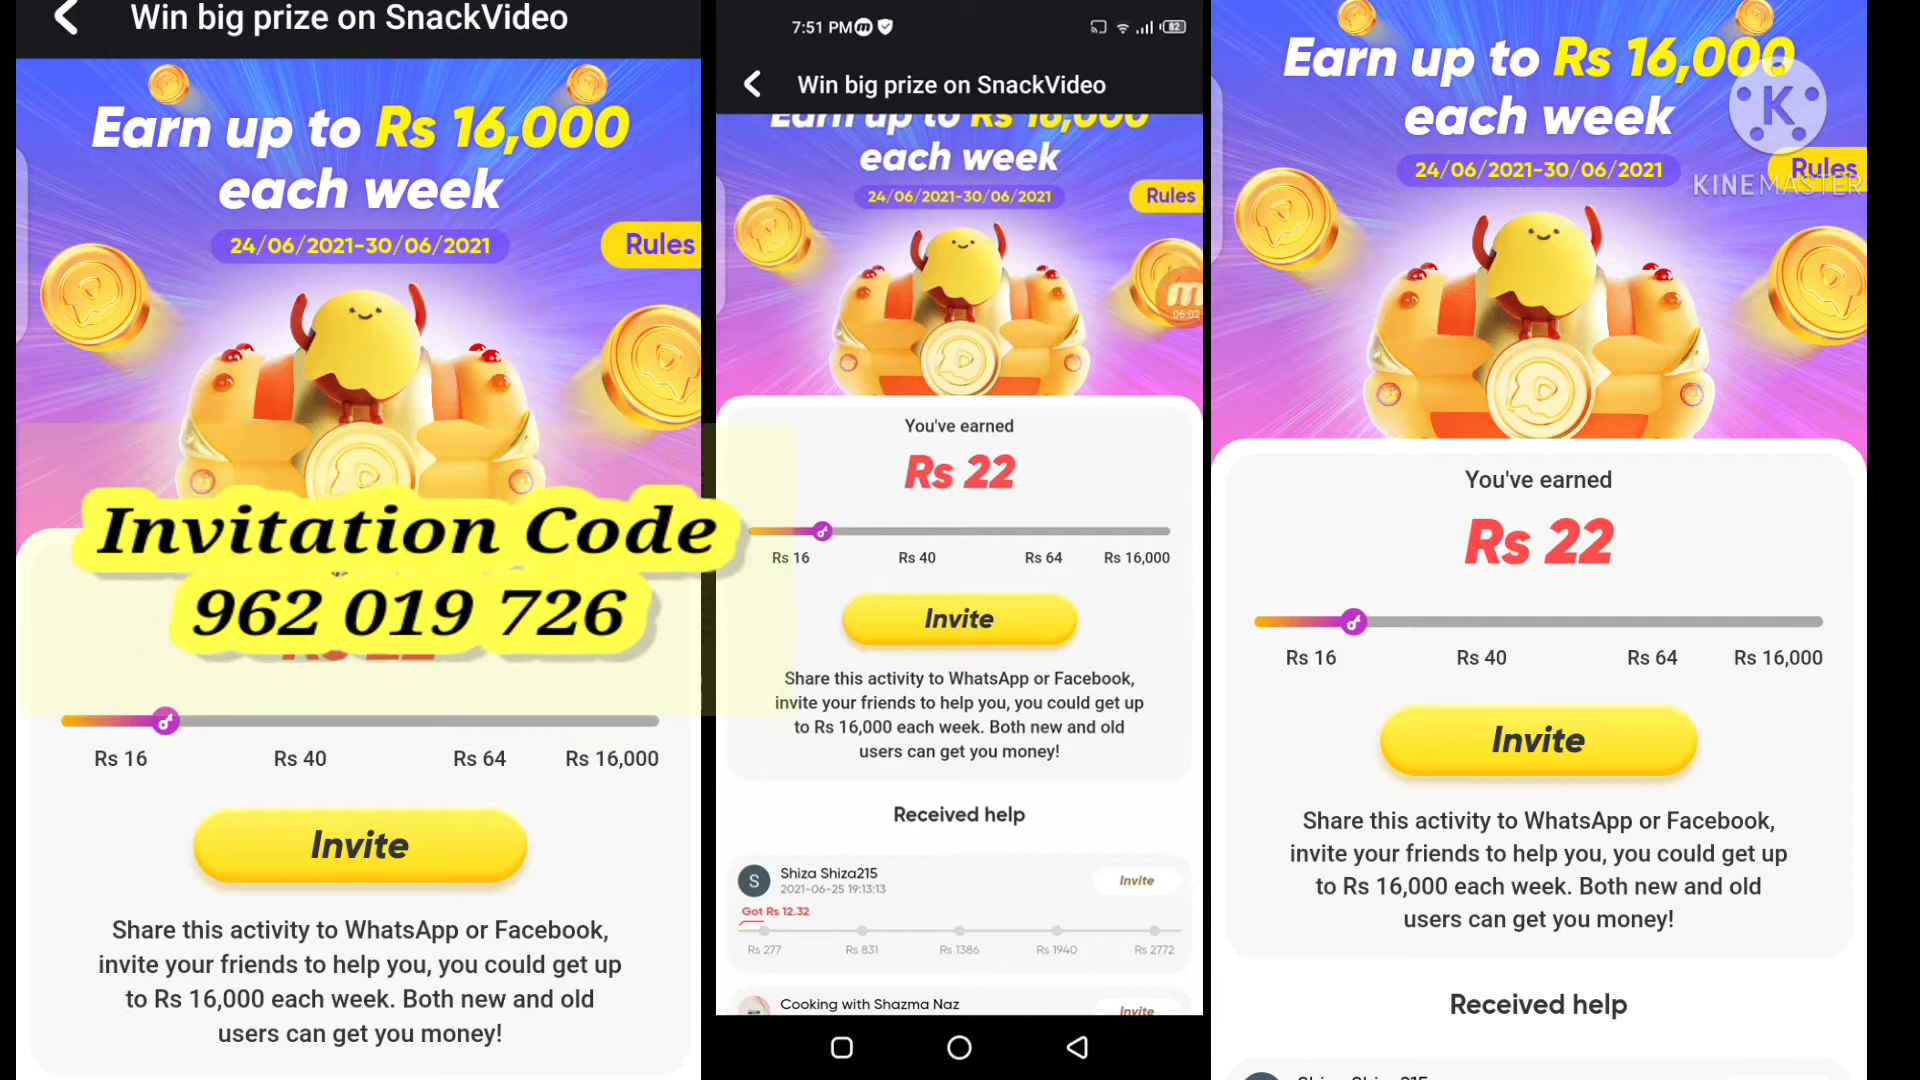 Win big prize on SnackVideo
Earn up to Rs 16,000
each week
24/06/2021-30/06/2021
Rules
Invitation Code
962 019 726
Rs 16 Rs 40 Rs 64 Rs 16,000
Invite
Share this activity to WhatsApp or Facebook,
invite your friends to help you, you could get up
to Rs 16,000 each week. Both new and old
users can get you money!
7:51 PM
82
Win big prize on SnackVideo
Earn up to Rs 16,000
each week
24/06/2021-30/06/2021
Rules
06:02
You've earned
Rs 22
Rs 16 Rs 40 Rs 64 Rs 16,000
Invite
Share this activity to WhatsApp or Facebook,
invite your friends to help you, you could get up
to Rs 16,000 each week. Both new and old
users can get you money!
Received help
S
Shiza Shiza215
2021-06-25 19:13:13
Invite
Got Rs 12.32
Rs 277 Rs 831 Rs 1386 Rs 1940 Rs 2772
Cooking with Shazma Naz
Invite
Earn up to Rs 16,000
each week
24/06/2021-30/06/2021
Rules
K
KINEMASTER
You've earned
Rs 22
Rs 16 Rs 40 Rs 64 Rs 16,000
Invite
Share this activity to WhatsApp or Facebook,
invite your friends to help you, you could get up
to Rs 16,000 each week. Both new and old
users can get you money!
Received help